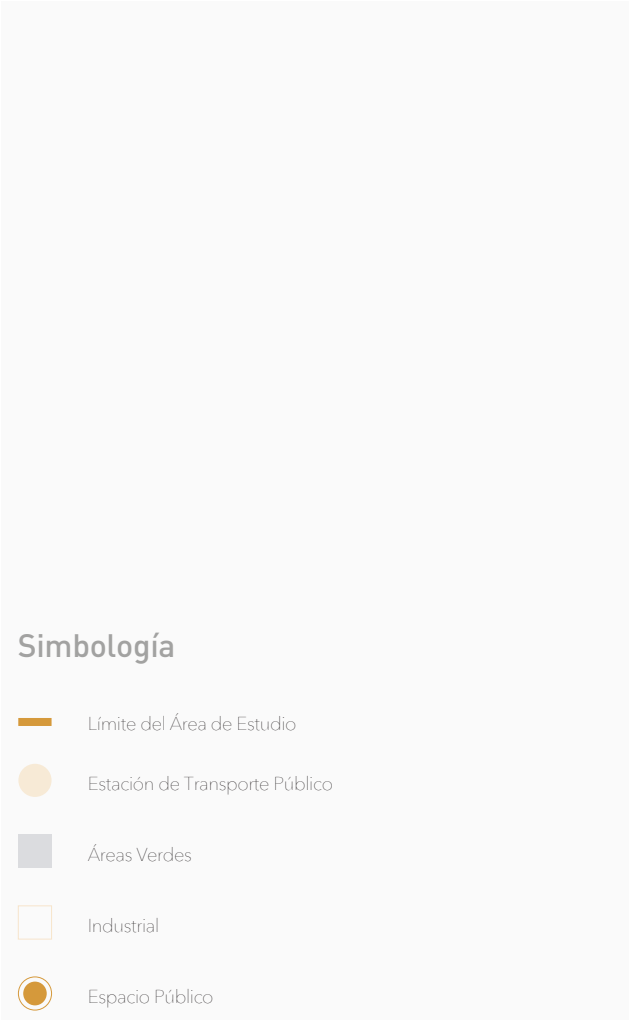 Simbología
Límite del Área de Estudio
Estación de Transporte Público
Áreas Verdes
Industrial
Espacio Público